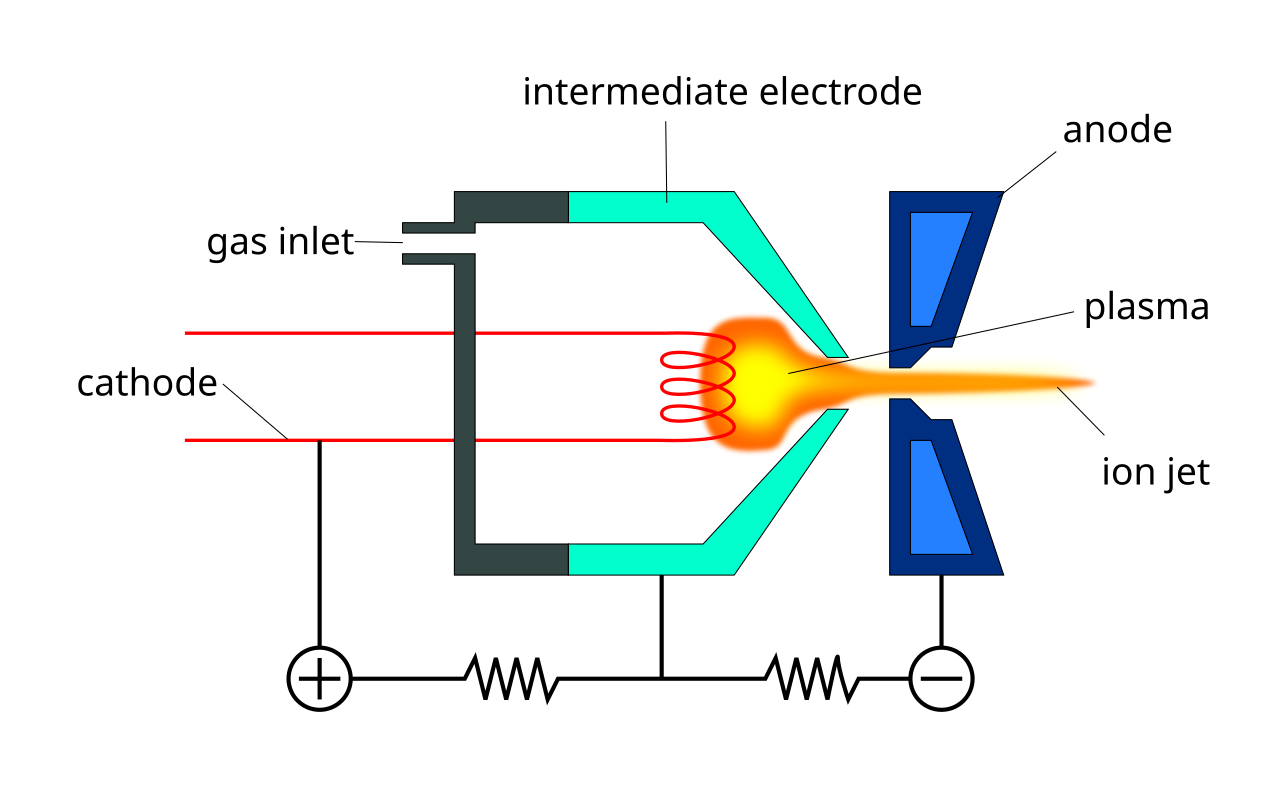 intermediate electrode
anode
gas inlet
plasma
cathode
ion jet